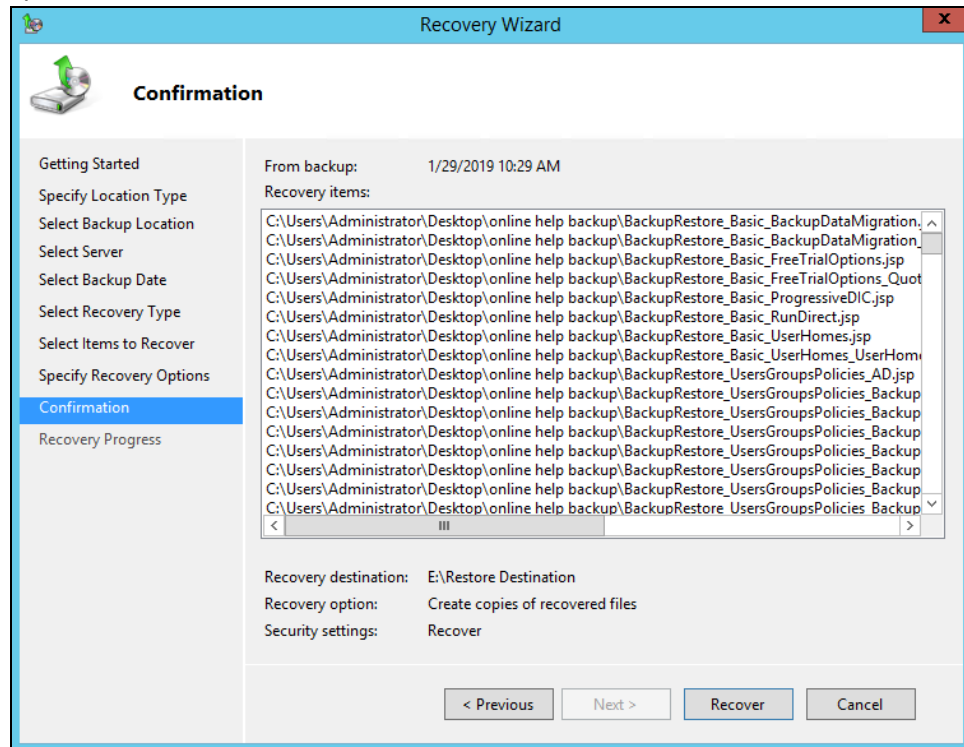 Recovery Wizard
x
Confirmation
Getting Started
Specify Location Type
Select Backup Location
Select Server
Select Backup Date
Select Recovery Type
Select Items to Recover
Specify Recovery Options
Confirmation
Recovery Progress
From backup: 1/29/2019 10:29 AM
Recovery items:
C:\Users\Administrator\Desktop\online help backup\BackupRestore_Basic_BackupDataMigration.
C:\Users\Administrator\Desktop\online help backup\BackupRestore_Basic_BackupDataMigration_
C:\Users\Administrator\Desktop\online help backup\BackupRestore_Basic_FreeTrialOptions.jsp
C:\Users\Administrator\Desktop\online help backup\BackupRestore_Basic_FreeTrialOptions_Quot
C:\Users\Administrator\Desktop\online help backup\BackupRestore_Basic_ProgressiveDIC.jsp
C:\Users\Administrator\Desktop\online help backup\BackupRestore_Basic_RunDirect.jsp
C:\Users\Administrator\Desktop\online help backup\BackupRestore_Basic_UserHomes.jsp
C:\Users\Administrator\Desktop\online help backup\BackupRestore_Basic_UserHomes_UserHom
C:\Users\Administrator\Desktop\online help backup\BackupRestore_UsersGroupsPolicies_AD.jsp
C:\Users\Administrator\Desktop\online help backup\BackupRestore_UsersGroupsPolicies_Backup
C:\Users\Administrator\Desktop\online help backup\BackupRestore_UsersGroupsPolicies_Backup
C:\Users\Administrator\Desktop\online help backup\BackupRestore_UsersGroupsPolicies_Backup
C:\Users\Administrator\Desktop\online help backup\BackupRestore_UsersGroupsPolicies_Backup
C:\Users\Administrator\Desktop\online help backup\BackupRestore_UsersGroupsPolicies_Backup
C:\Users\Administrator\Desktop\online help backup\BackupRestore_UsersGroupsPolicies_Backup
C:\Users\Administrator\Desktop\online help backup\BackupRestore_UsersGroupsPolicies_Backup
Recovery destination: E:\Restore Destination
Recovery option: Create copies of recovered files
Security settings: Recover
< Previous
Next >
Recover
Cancel